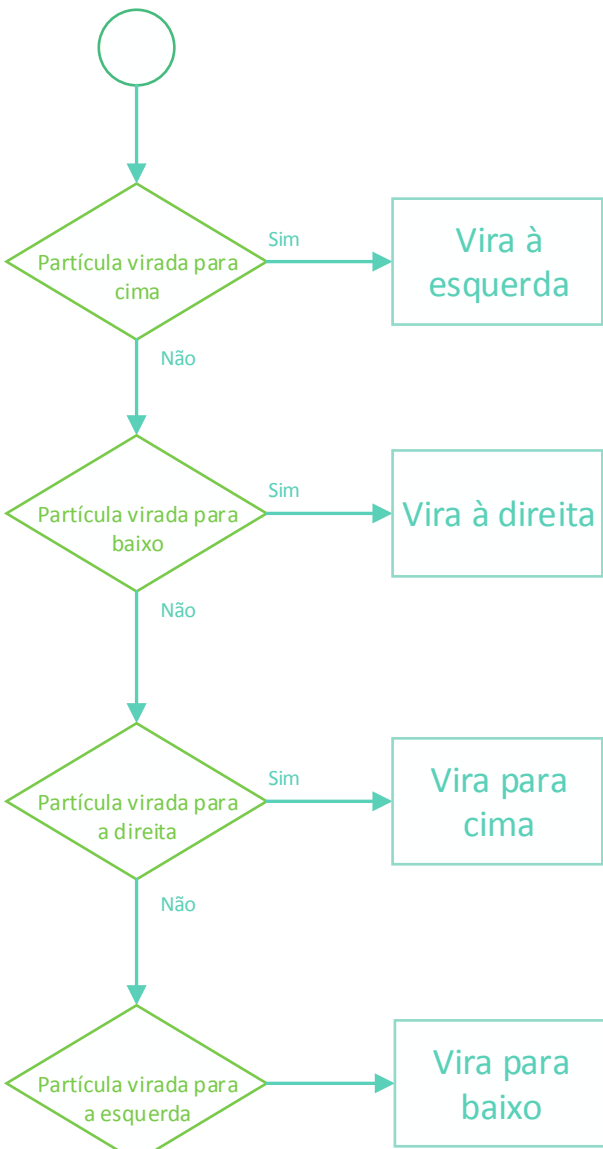 Partícula virada para
cima
Sim
Vira à
esquerda
Não
Partícula virada para
baixo
Sim
Vira à direita
Não
Partícula virada para
a direita
Sim
Vira para
cima
Não
Partícula virada para
a esquerda
Vira para
baixo